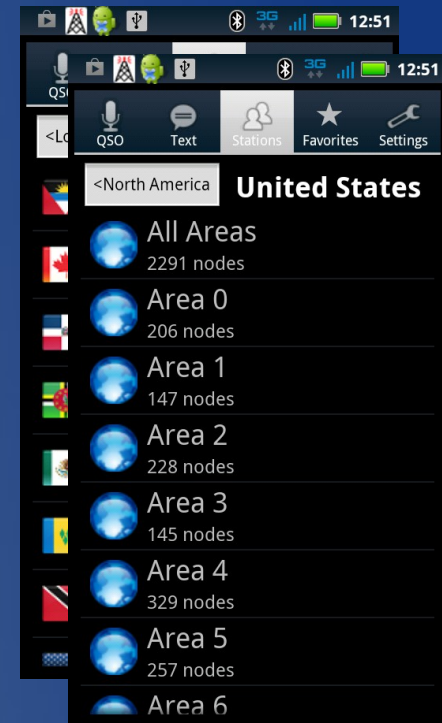 12:51
3G
12:51
3G
QSO
QSO Text Stations Favorites Settings
<Lo
<North America United States
All Areas
2291 nodes
Area 0
206 nodes
Area 1
147 nodes
Area 2
228 nodes
Area 3
145 nodes
Area 4
329 nodes
Area 5
257 nodes
Area 6